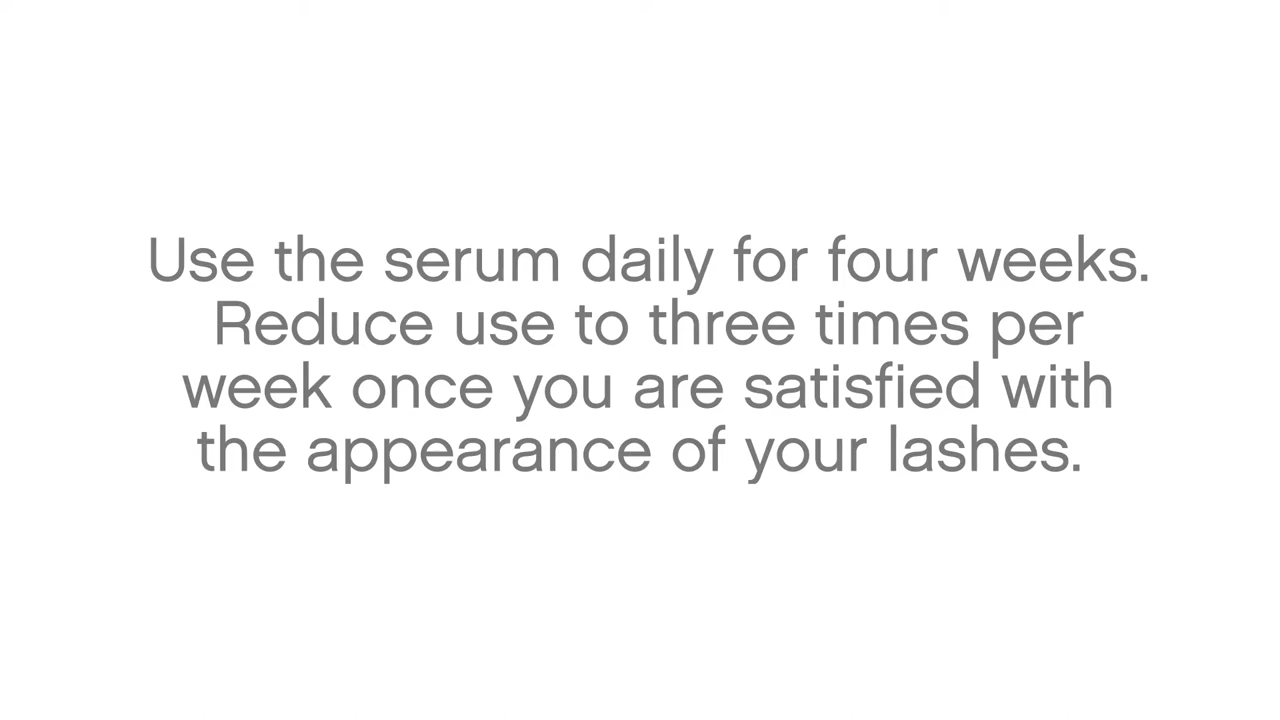 Use the serum daily for four weeks.
Reduce use to three times per
week once you are satisfied with
the appearance of your lashes.